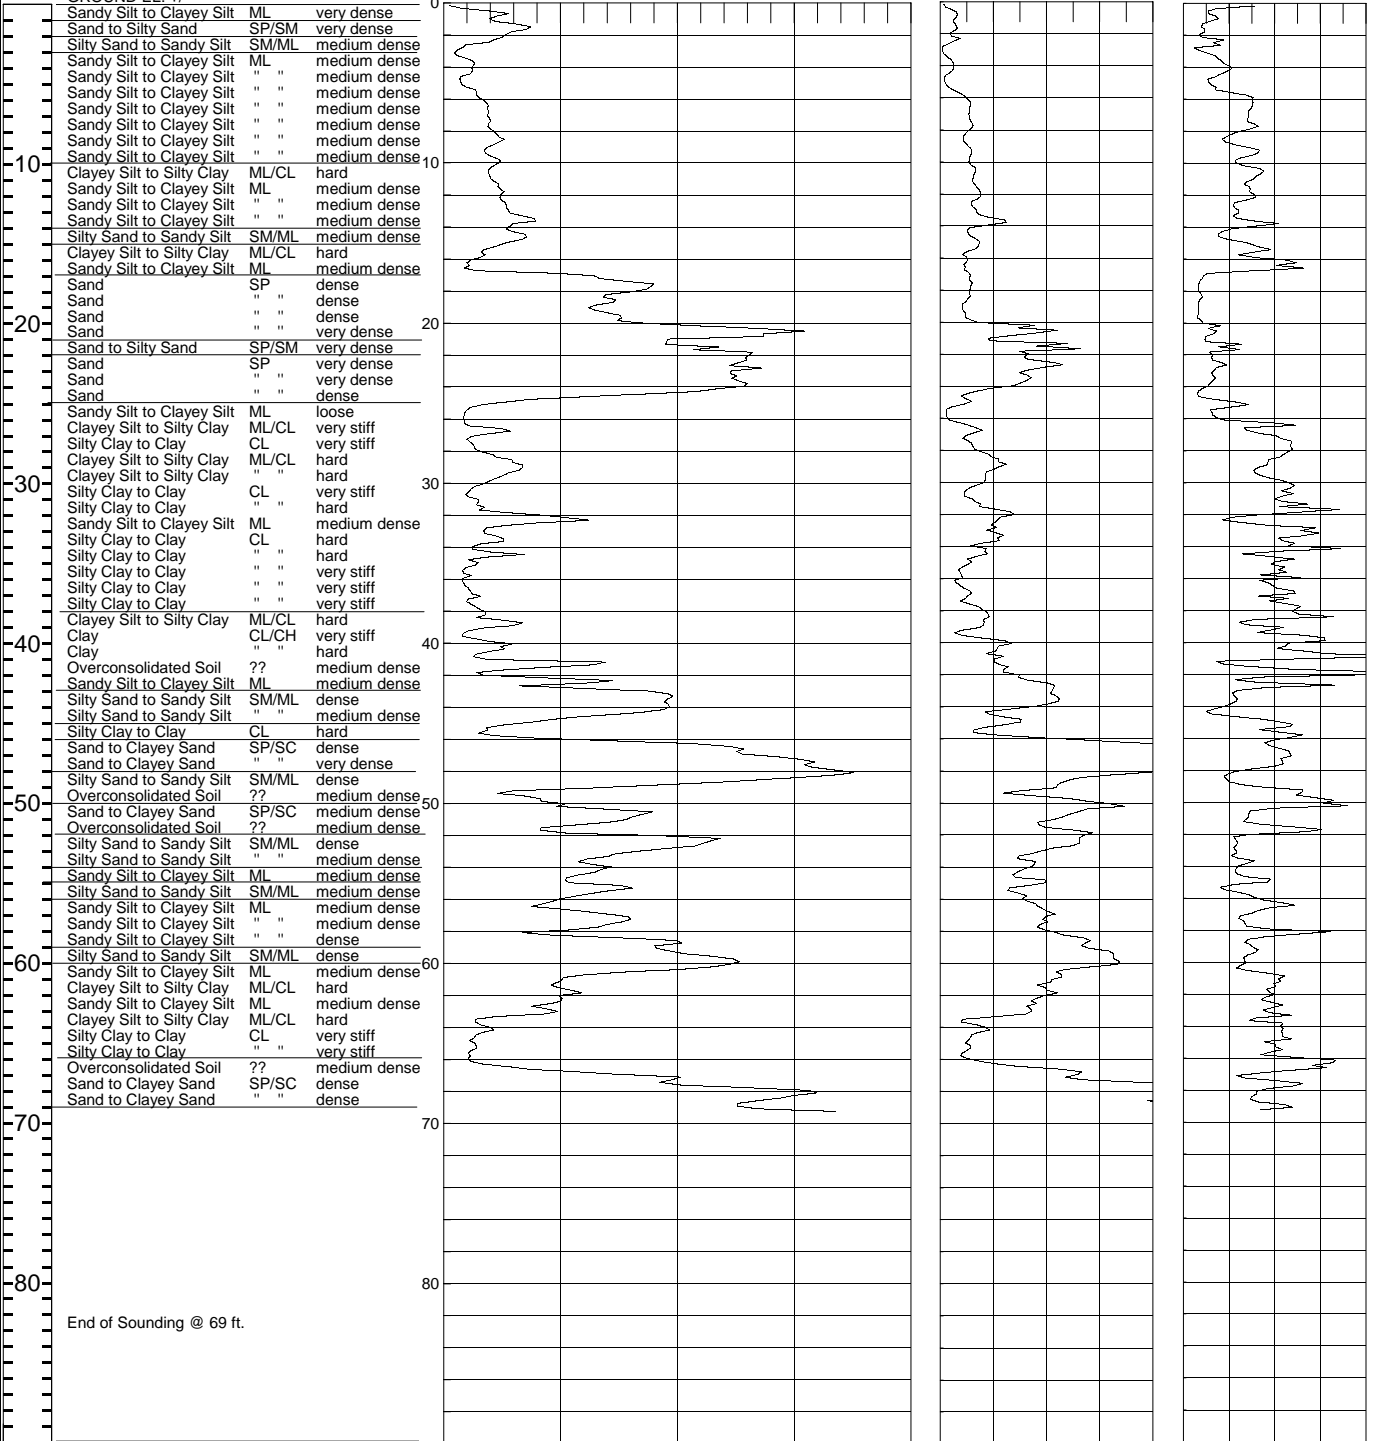 Sandy Silt to Clayey Silt ML very dense 0
Sand to Silty Sand SP/SM very dense
Silty Sand to Sandy Silt SM/ML medium dense
Sandy Silt to Clayey Silt ML medium dense
Sandy Silt to Clayey Silt " " medium dense
Sandy Silt to Clayey Silt " " medium dense
Sandy Silt to Clayey Silt " " medium dense
Sandy Silt to Clayey Silt " " medium dense
Sandy Silt to Clayey Silt " " medium dense
10 Sandy Silt to Clayey Silt " " medium dense 10
Clayey Silt to Silty Clay ML/CL hard
Sandy Silt to Clayey Silt ML medium dense
Sandy Silt to Clayey Silt " " medium dense
Sandy Silt to Clayey Silt " " medium dense
Silty Sand to Sandy Silt SM/ML medium dense
Clayey Silt to Silty Clay ML/CL hard
Sandy Silt to Clayey Silt ML medium dense
Sand SP dense
Sand " " dense
Sand " " dense
20 Sand " " very dense 20
Sand to Silty Sand SP/SM very dense
Sand SP very dense
Sand " " very dense
Sand " " dense
Sandy Silt to Clayey Silt ML loose
Clayey Silt to Silty Clay ML/CL very stiff
Silty Clay to Clay CL very stiff
Clayey Silt to Silty Clay ML/CL hard
Clayey Silt to Silty Clay " " hard
30 Silty Clay to Clay CL very stiff 30
Silty Clay to Clay " " hard
Sandy Silt to Clayey Silt ML medium dense
Silty Clay to Clay CL hard
Silty Clay to Clay " " hard
Silty Clay to Clay " " very stiff
Silty Clay to Clay " " very stiff
Silty Clay to Clay " " very stiff
Clayey Silt to Silty Clay ML/CL hard
Clay CL/CH very stiff
40 Clay " " hard 40
Overconsolidated Soil ?? medium dense
Sandy Silt to Clayey Silt ML medium dense
Silty Sand to Sandy Silt SM/ML dense
Silty Sand to Sandy Silt " " medium dense
Silty Clay to Clay CL hard
Sand to Clayey Sand SP/SC dense
Sand to Clayey Sand " " very dense
Silty Sand to Sandy Silt SM/ML dense
Overconsolidated Soil ?? medium dense
50 Sand to Clayey Sand SP/SC medium dense 50
Overconsolidated Soil ?? medium dense
Silty Sand to Sandy Silt SM/ML dense
Silty Sand to Sandy Silt " " medium dense
Sandy Silt to Clayey Silt ML medium dense
Silty Sand to Sandy Silt SM/ML medium dense
Sandy Silt to Clayey Silt ML medium dense
Sandy Silt to Clayey Silt " " medium dense
Sandy Silt to Clayey Silt " " dense
Silty Sand to Sandy Silt SM/ML dense
60 Sandy Silt to Clayey Silt ML medium dense 60
Clayey Silt to Silty Clay ML/CL hard
Sandy Silt to Clayey Silt ML medium dense
Clayey Silt to Silty Clay ML/CL hard
Silty Clay to Clay CL very stiff
Silty Clay to Clay " " very stiff
Overconsolidated Soil ?? medium dense
Sand to Clayey Sand SP/SC dense
Sand to Clayey Sand " " dense
70 70
80 80
End of Sounding @ 69 ft.